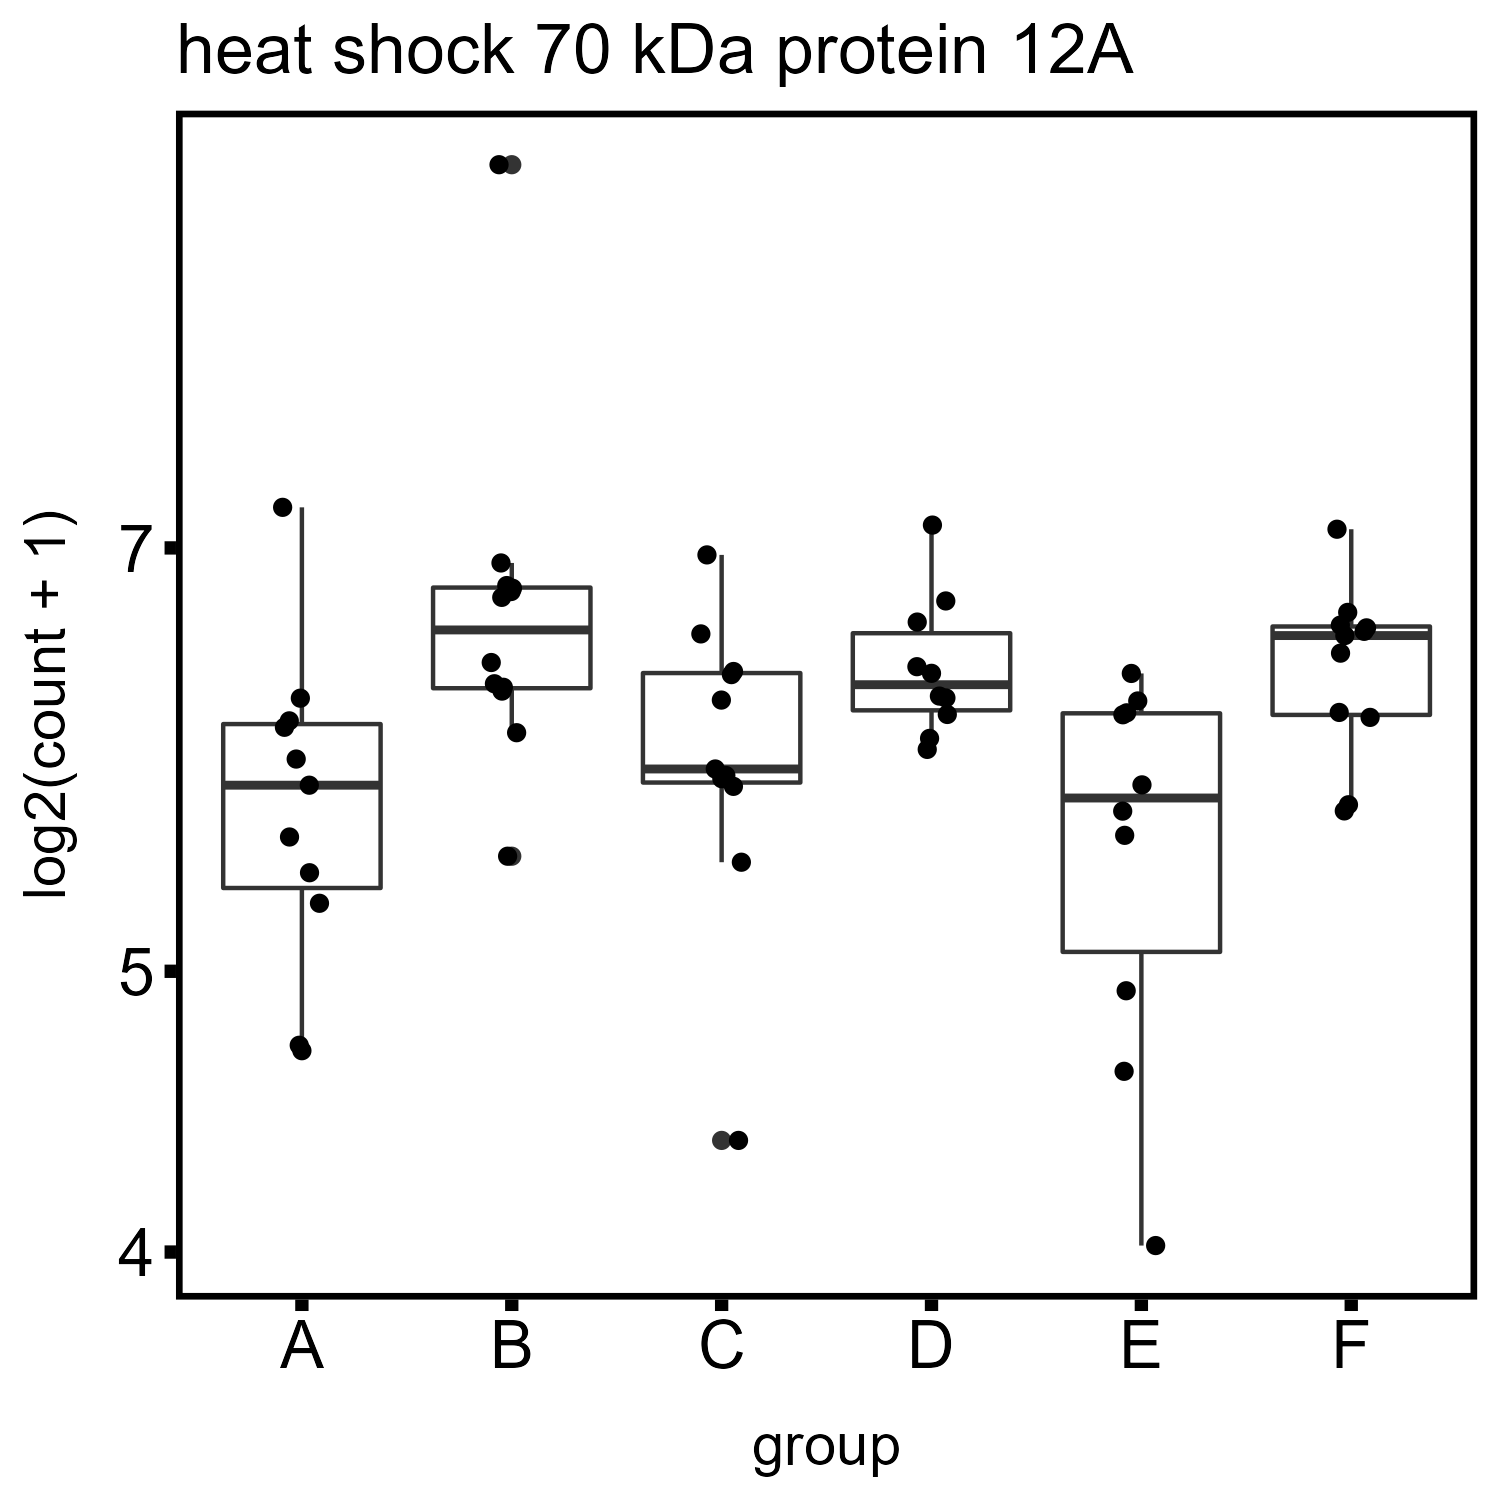 heat shock 70 kDa protein 12A
log2(count + 1)
7
5
4
A B C D E F
group